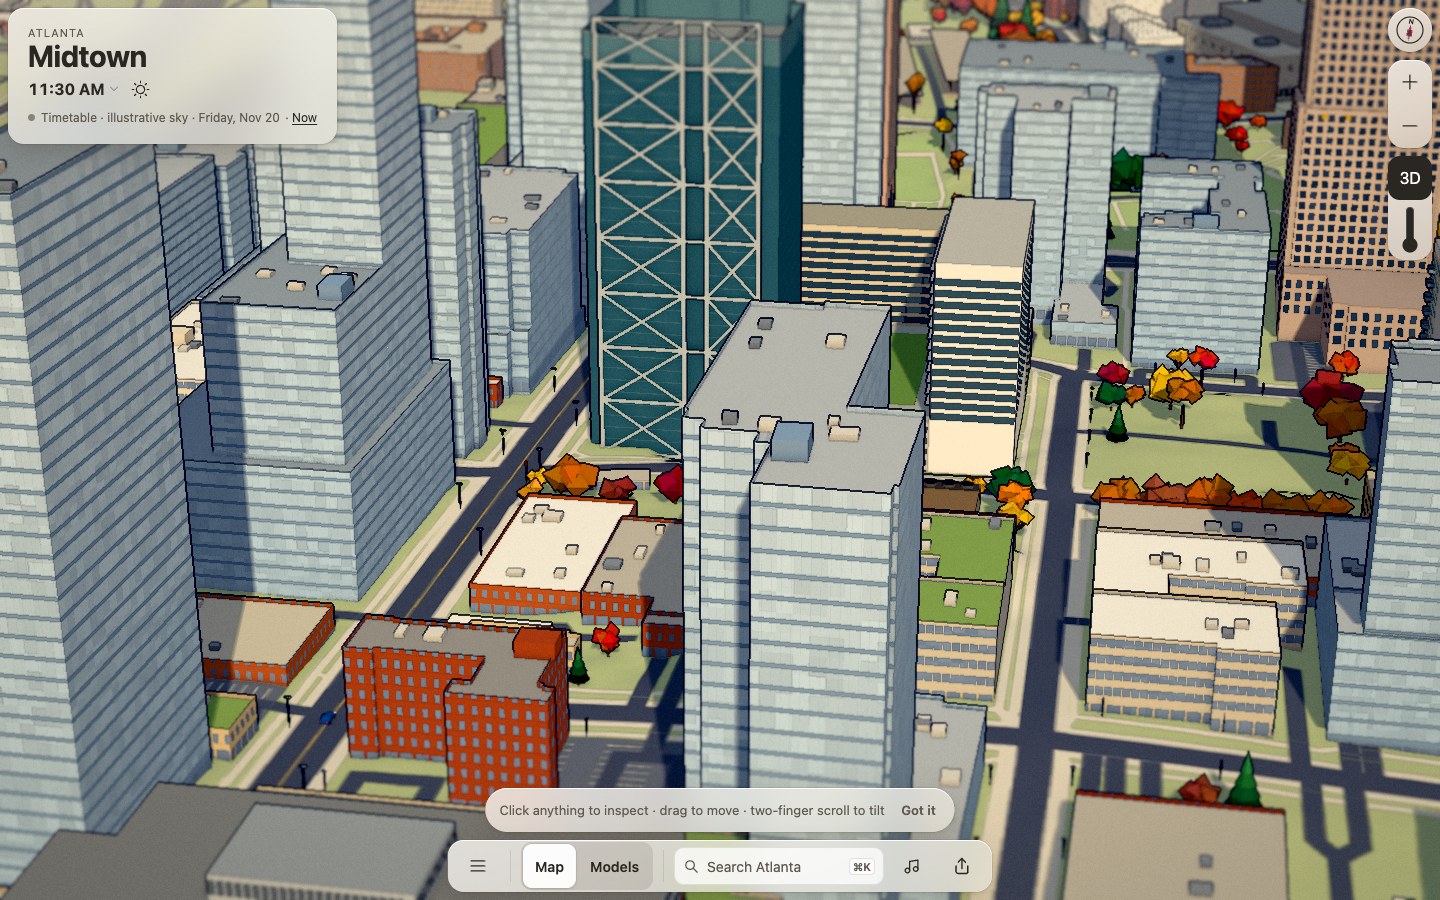 ATLANTA
Midtown
11:30 AM
Timetable · illustrative sky · Friday, Nov 20 · Now
N
+
−
3D
Click anything to inspect · drag to move · two-finger scroll to tilt Got it
Map Models Search Atlanta ⌘K